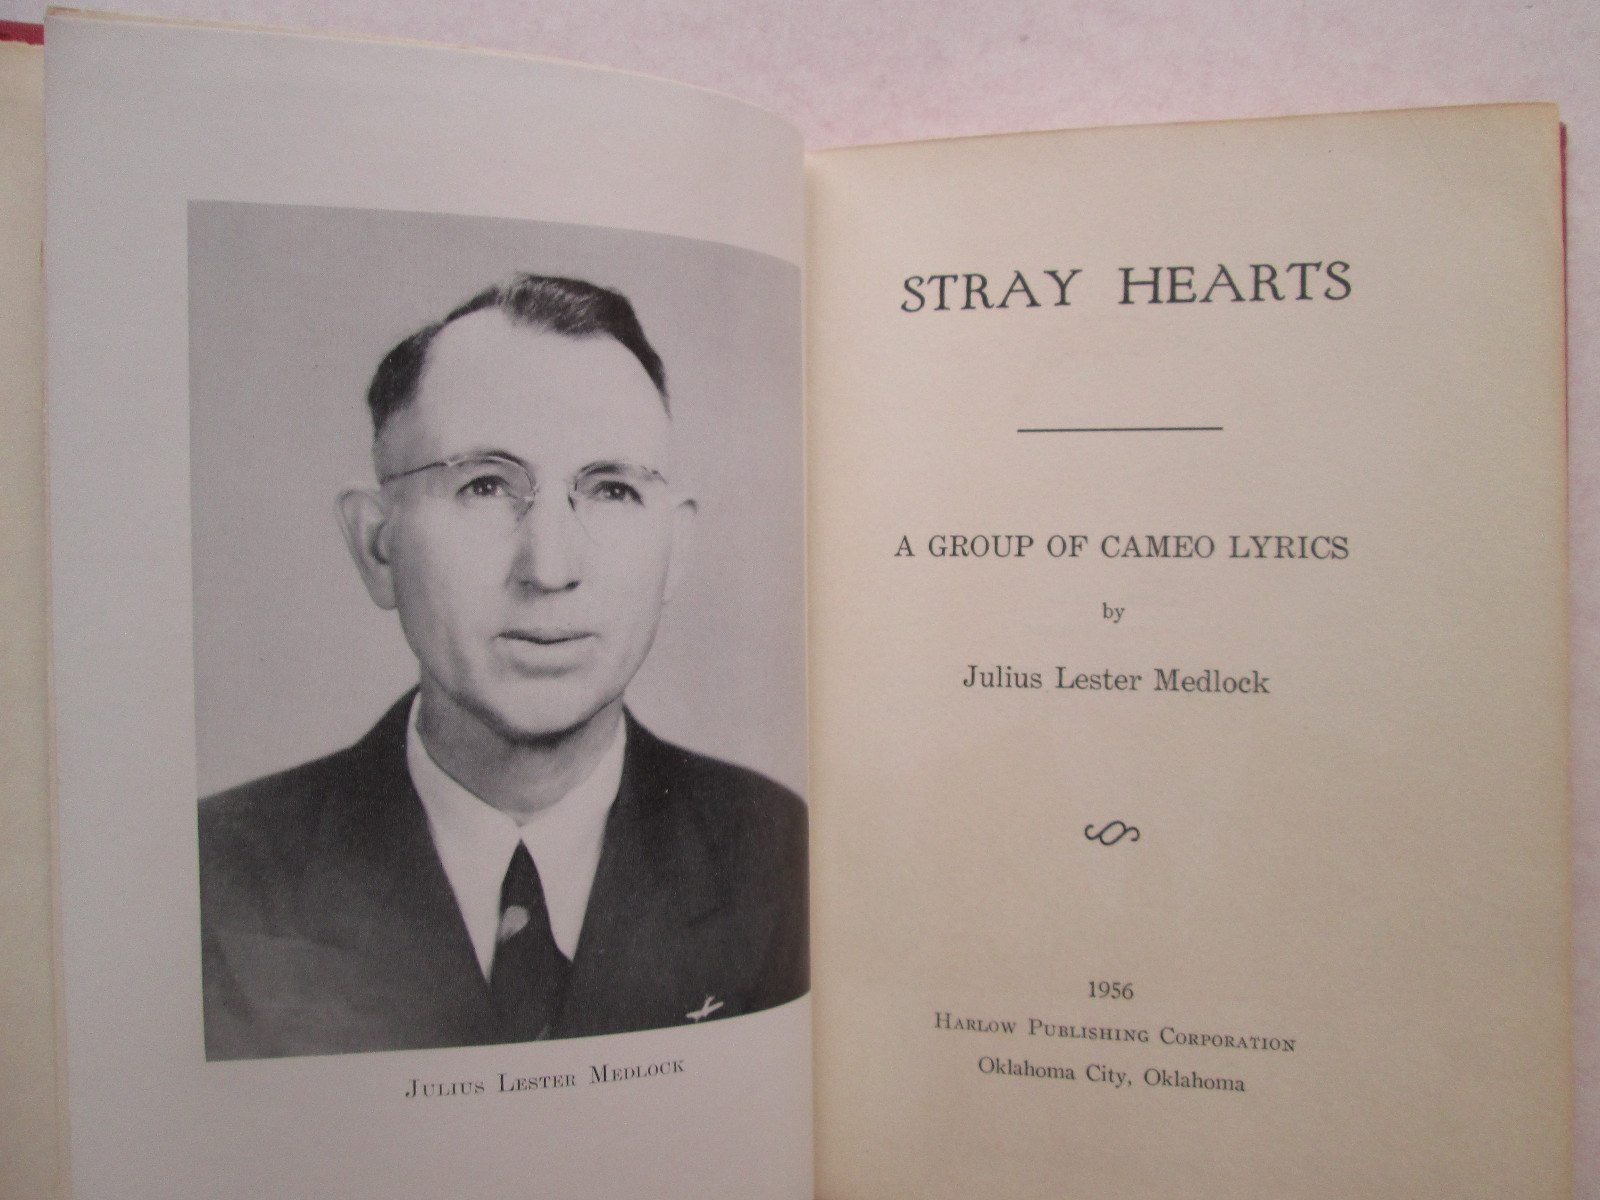 Julius Lester Medlock
STRAY HEARTS
A GROUP OF CAMEO LYRICS
by
Julius Lester Medlock
1956
Harlow Publishing Corporation
Oklahoma City, Oklahoma